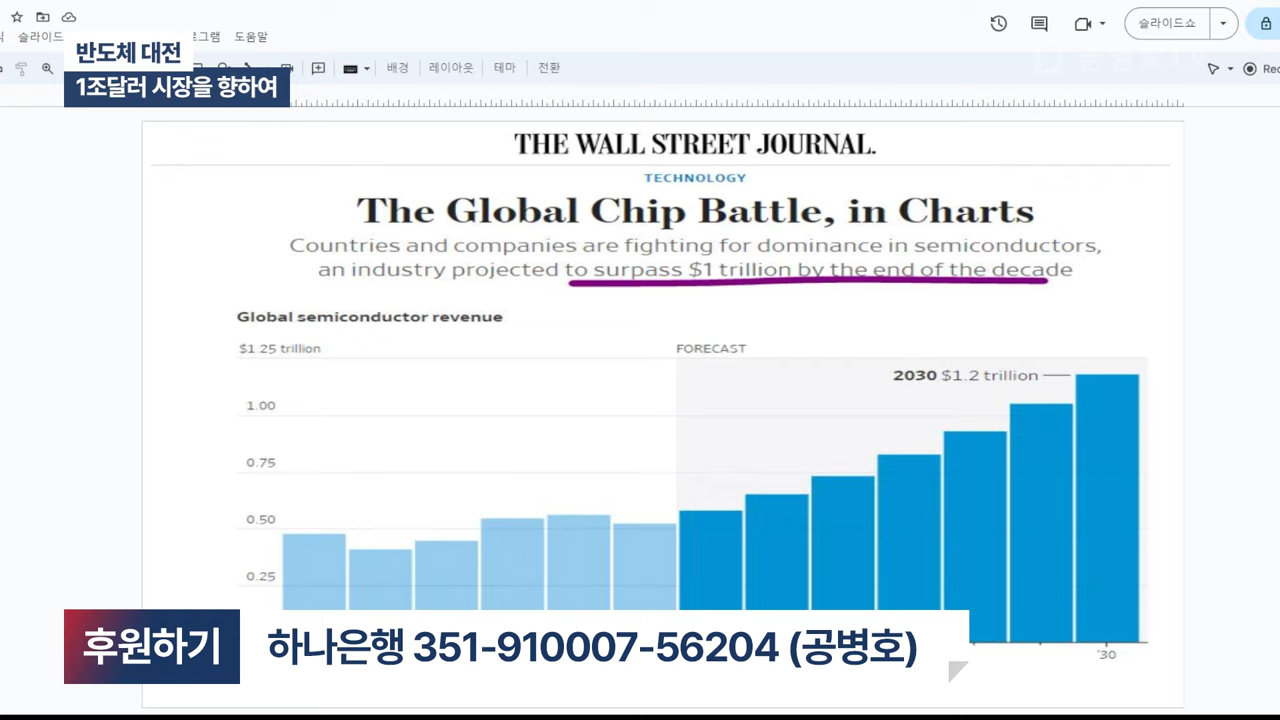 슬라이드
로그램
도움말
슬라이드쇼
반도체 대전
1조달러 시장을 향하여
배경
레이아웃
테마
전환
Rec
THE WALL STREET JOURNAL.
TECHNOLOGY
The Global Chip Battle, in Charts
Countries and companies are fighting for dominance in semiconductors,
an industry projected to surpass $1 trillion by the end of the decade
Global semiconductor revenue
$1.25 trillion
FORECAST
2030 $1.2 trillion
1.00
0.75
0.50
0.25
'30
후원하기
하나은행 351-910007-56204 (공병호)